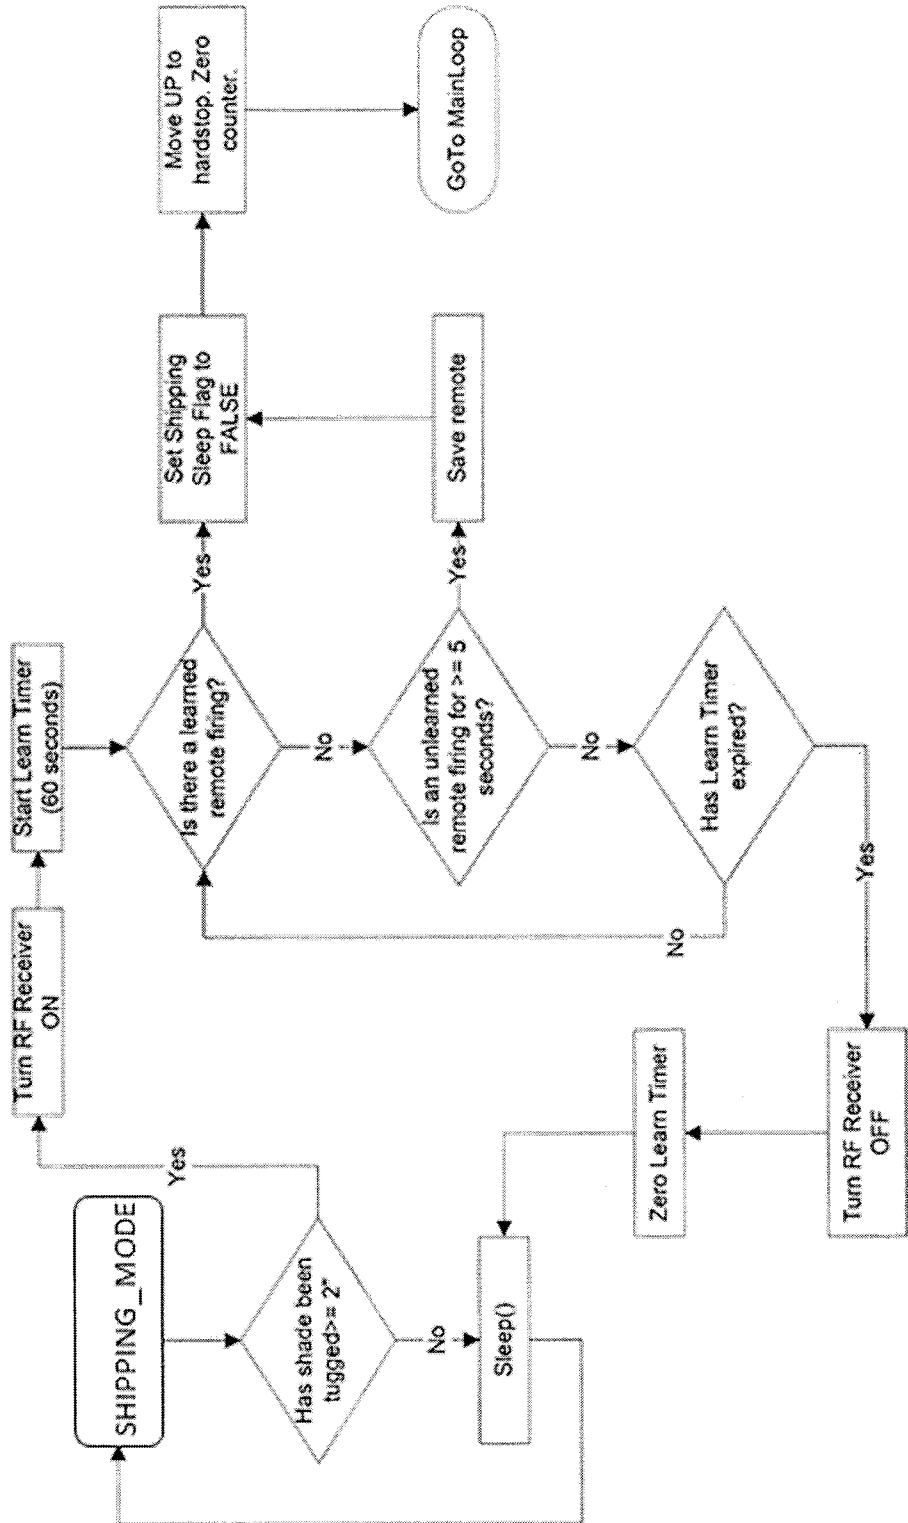 SHIPPING_MODE
Has shade been
tugged>= 2"
Yes
No
Sleep()
Turn RF Receiver
ON
Start Learn Timer
(60 seconds)
Is there a learned
remote firing?
Yes
No
Set Shipping
Sleep Flag to
FALSE
Move UP to
hardstop. Zero
counter.
GoTo MainLoop
Is an unlearned
remote firing for >= 5
seconds?
Yes
No
Save remote
Has Learn Timer
expired?
No
Yes
Turn RF Receiver
OFF
Zero Learn Timer